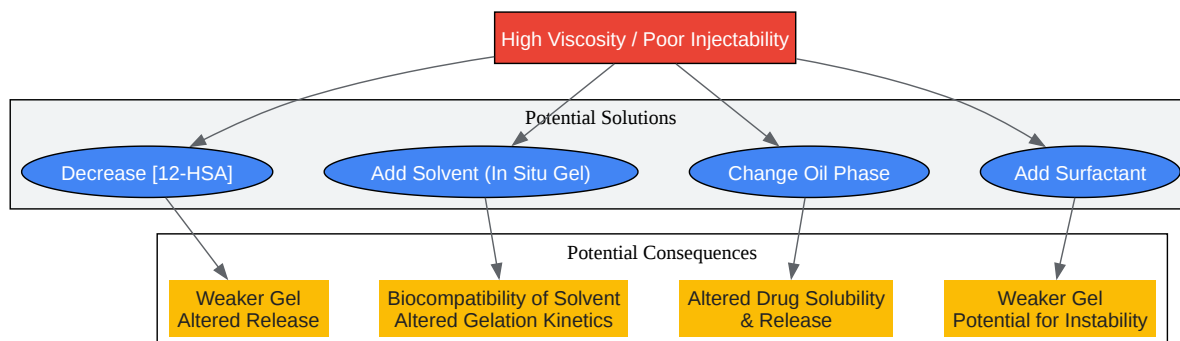 High Viscosity / Poor Injectability
Potential Solutions
Decrease [12-HSA]
Add Solvent (In Situ Gel)
Change Oil Phase
Add Surfactant
Potential Consequences
Weaker Gel
Altered Release
Biocompatibility of Solvent
Altered Gelation Kinetics
Altered Drug Solubility
& Release
Weaker Gel
Potential for Instability